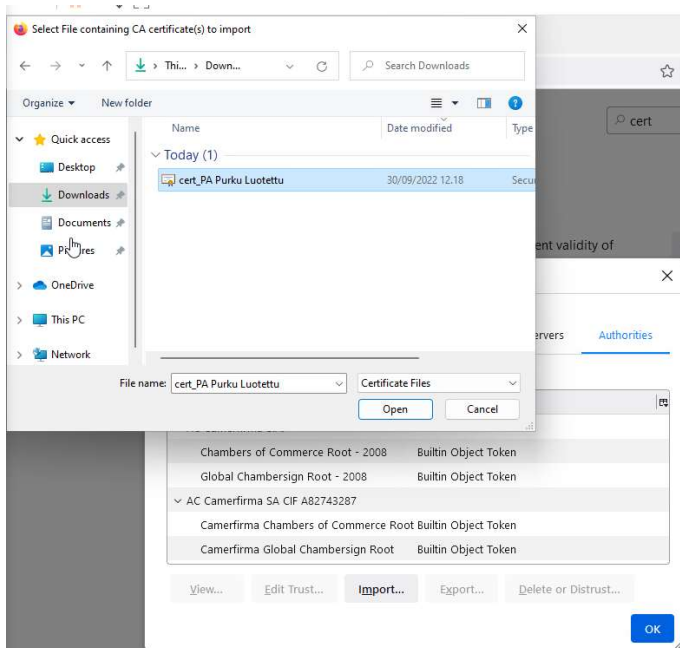 Select File containing CA certificate(s) to import
Thi... › Down...
Search Downloads
Organize
New folder
cert
Quick access
Desktop
Downloads
Documents
OneDrive
This PC
Network
Name Date modified Type
Today (1)
cert_PA Purku Luotettu 30/09/2022 12.18
ent validity of
Authorities
File name: cert_PA Purku Luotettu Certificate Files
Open Cancel
Chambers of Commerce Root - 2008 Builtin Object Token
Global Chambersign Root - 2008 Builtin Object Token
AC Camerfirma SA CIF A82743287
Camerfirma Chambers of Commerce Root Builtin Object Token
Camerfirma Global Chambersign Root Builtin Object Token
View... Edit Trust... Import... Export... Delete or Distrust...
OK